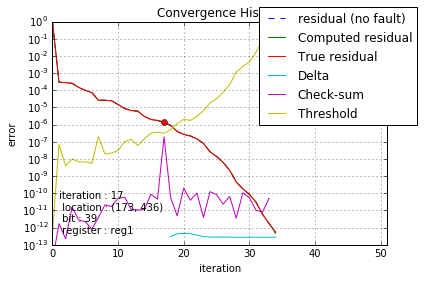 Convergence His
residual (no fault)
Computed residual
True residual
Delta
Check-sum
Threshold
10^0
10^-1
10^-2
10^-3
10^-4
10^-5
10^-6
10^-7
10^-8
10^-9
10^-10
10^-11
10^-12
10^-13
error
iteration : 17
location : (173, 436)
bit : 39
register : reg1
0 10 20 30 40 50
iteration